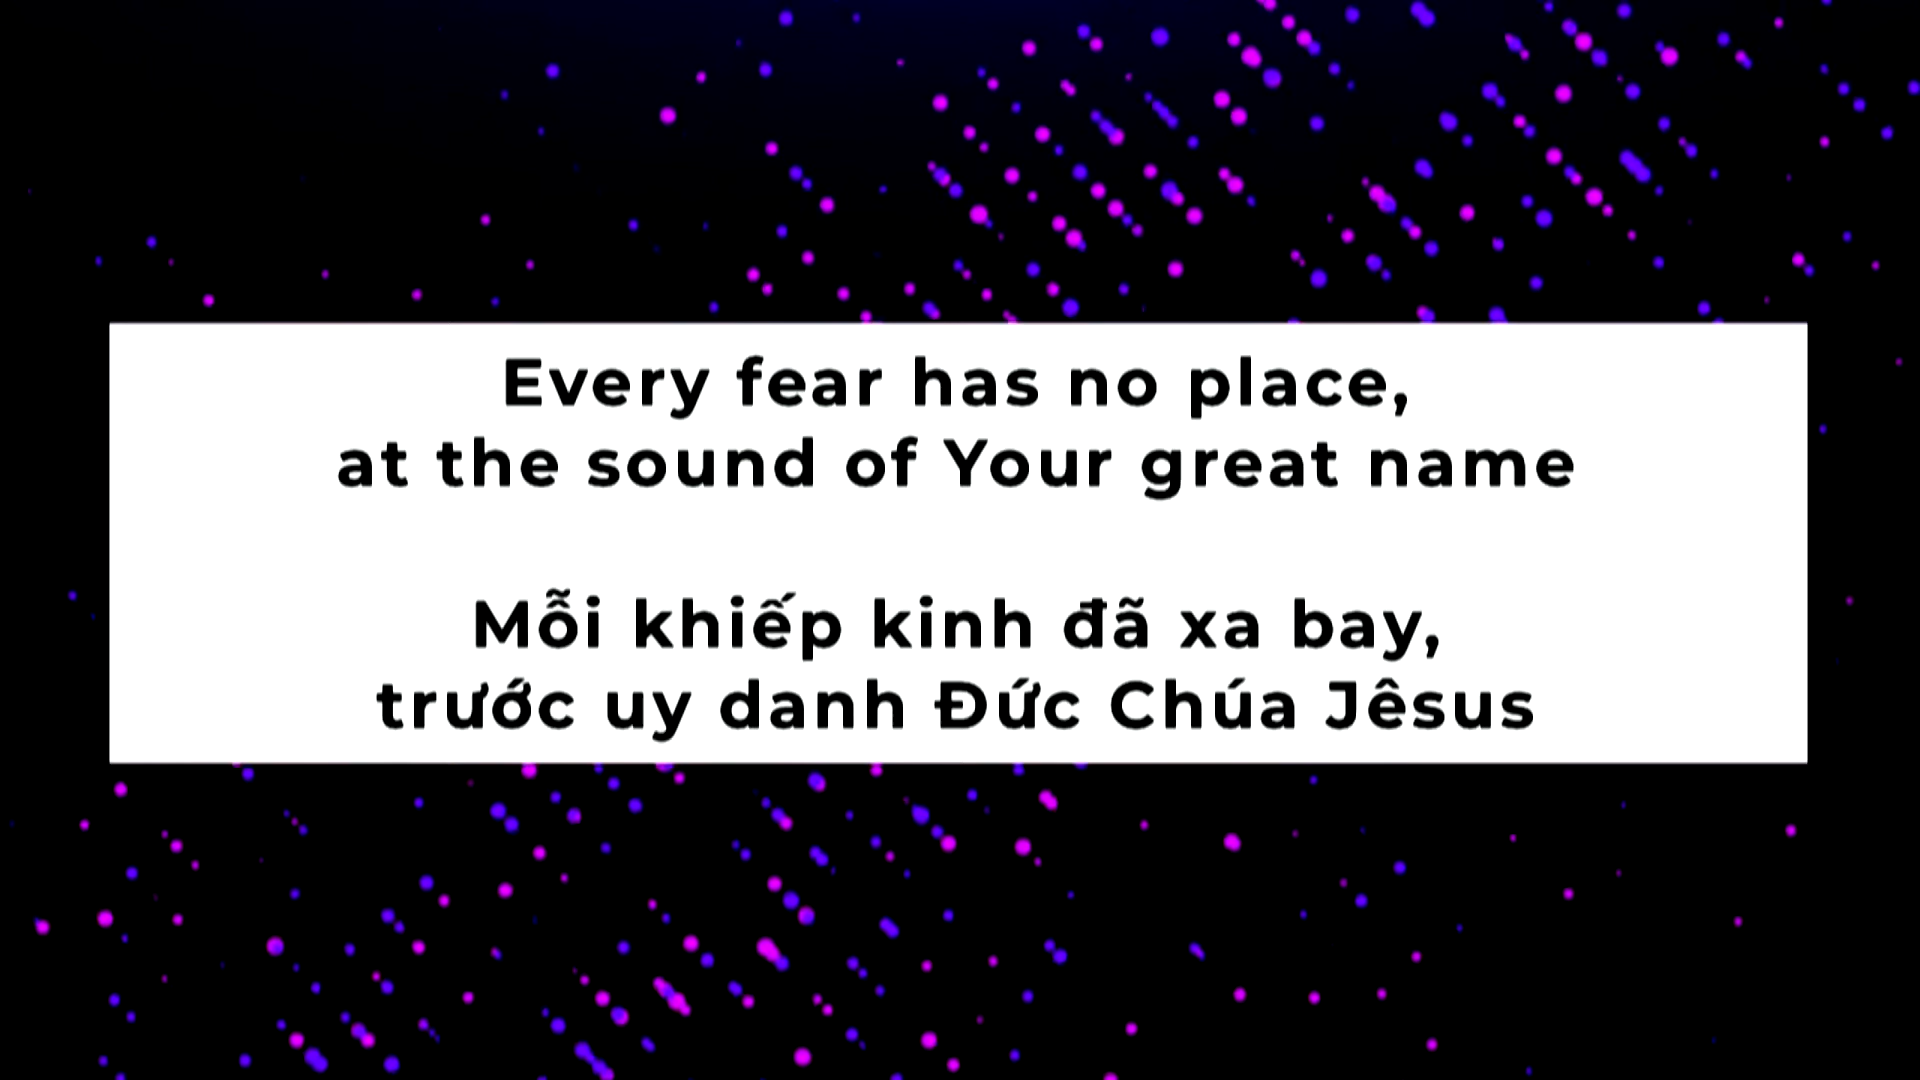 Every fear has no place,
at the sound of Your great name
Mỗi khiếp kinh đã xa bay,
trước uy danh Đức Chúa Jêsus